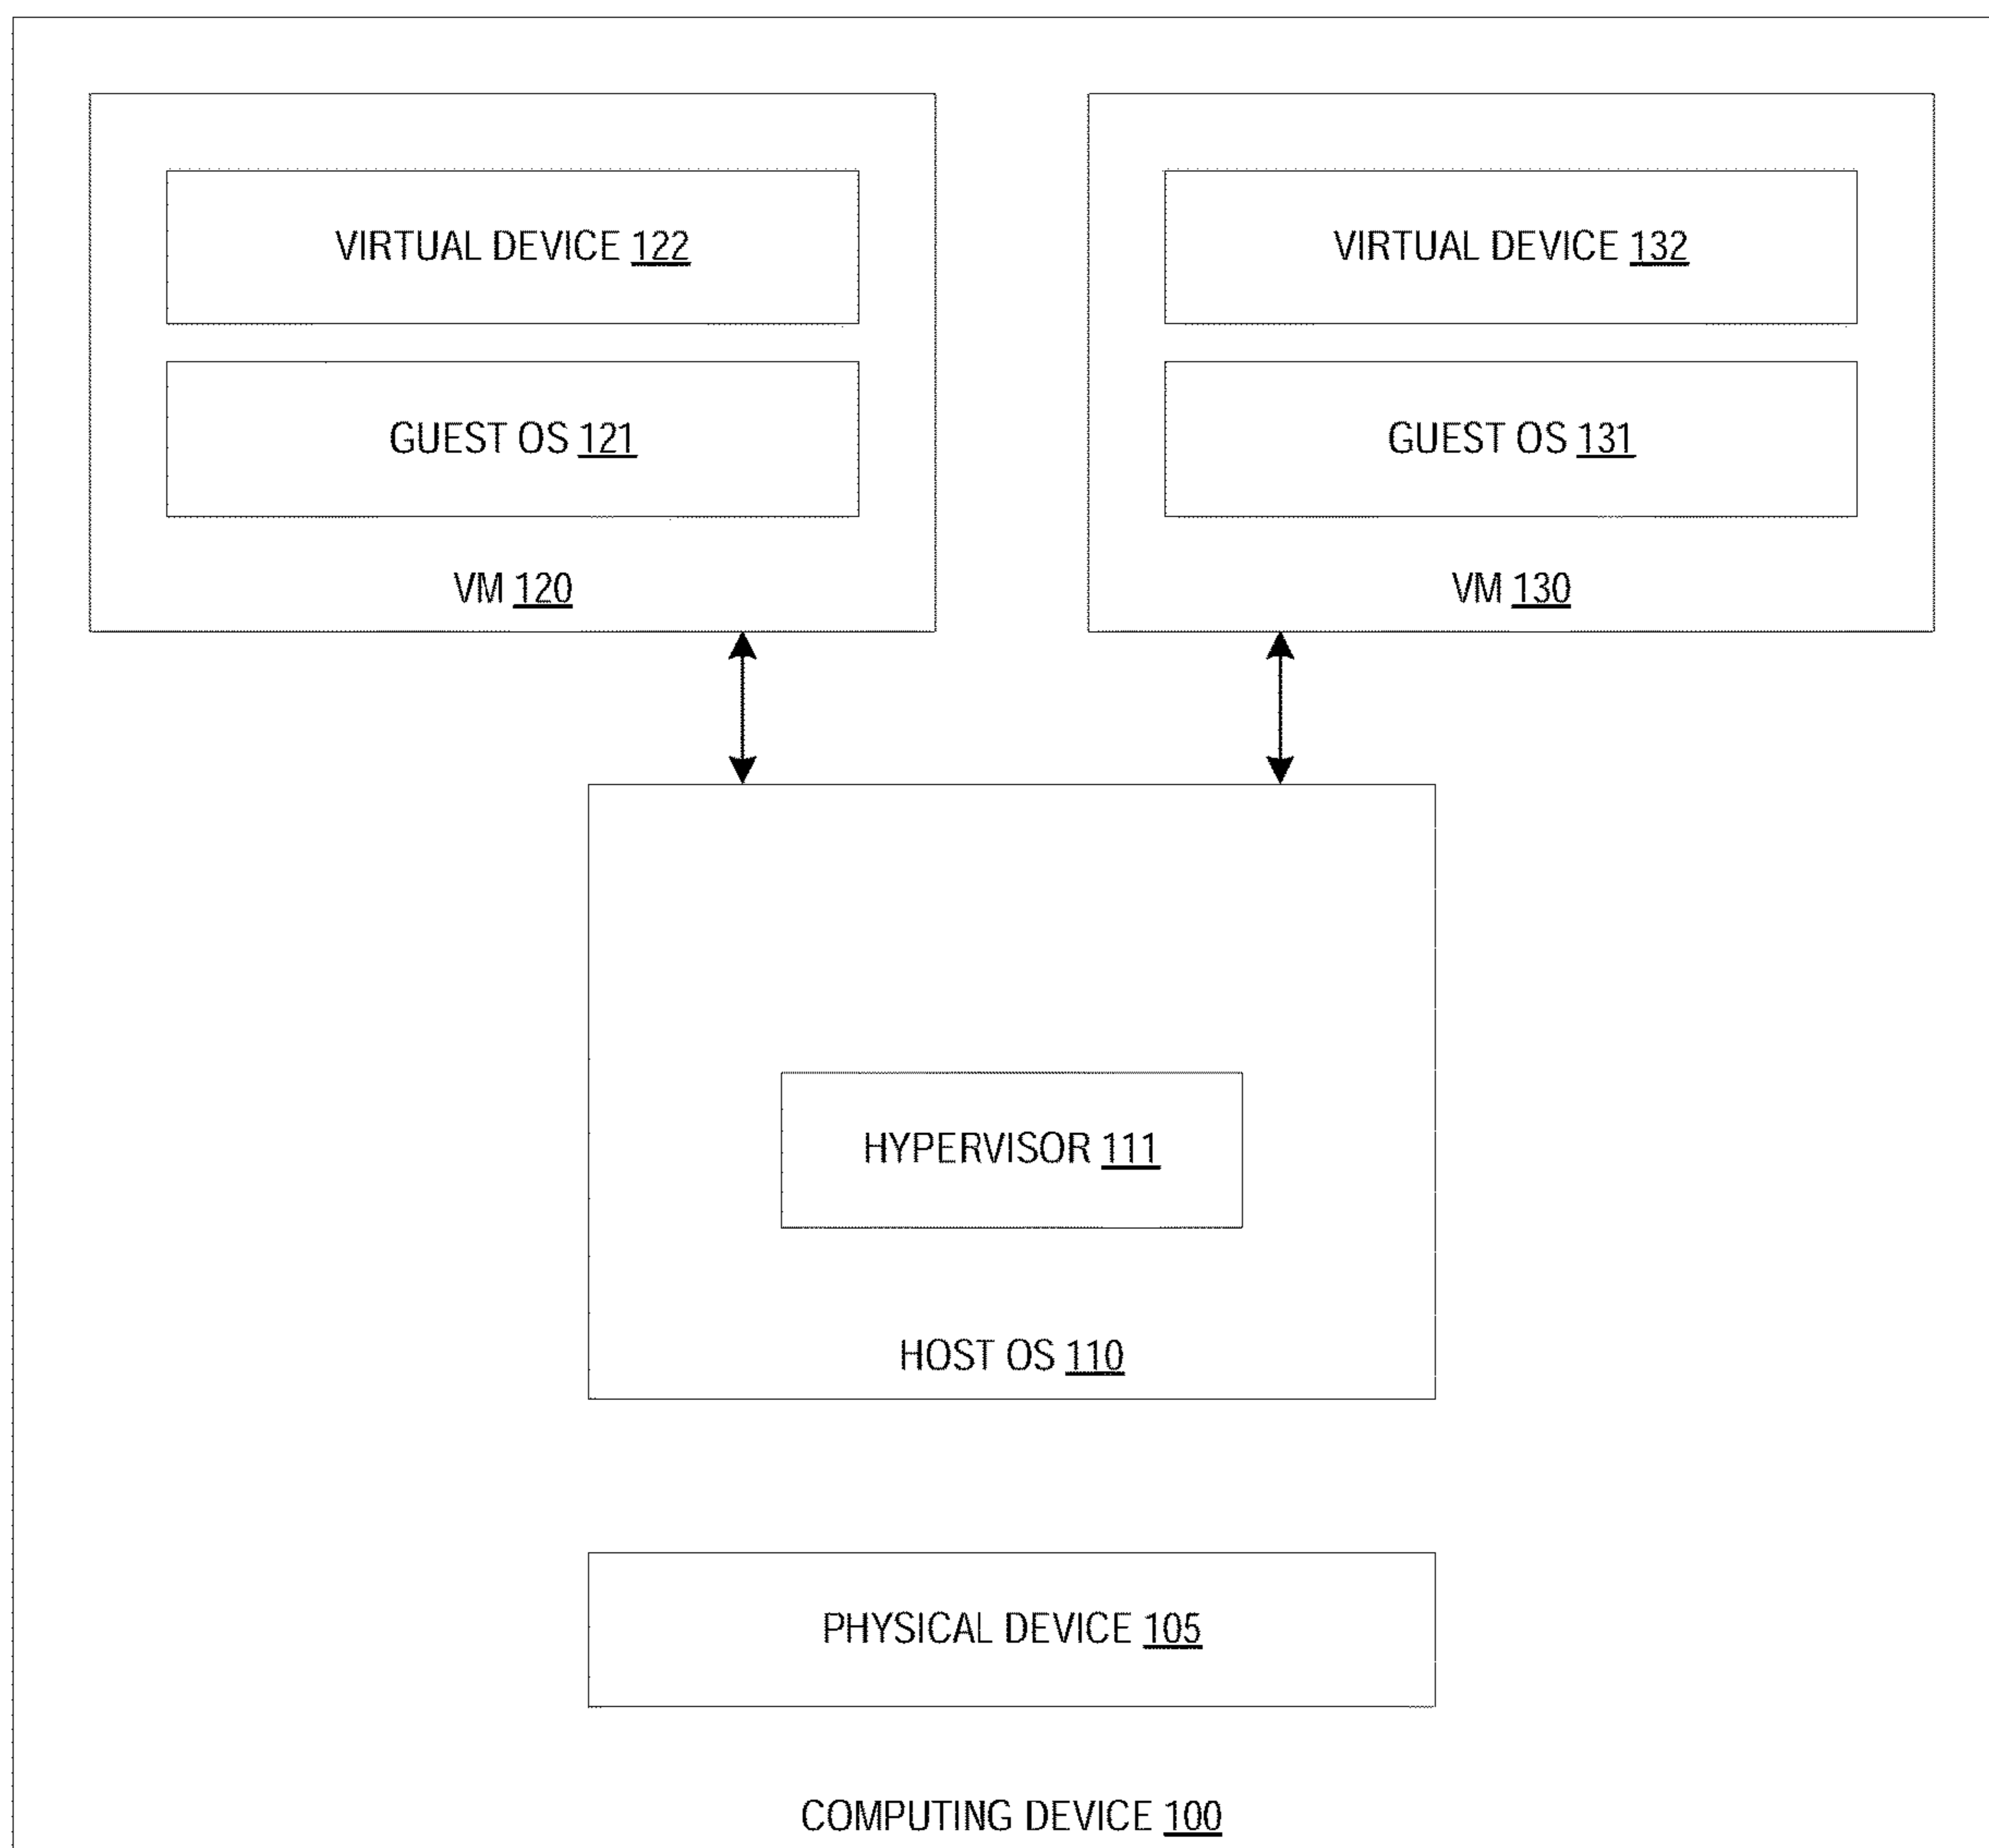 VIRTUAL DEVICE 122
GUEST OS 121
VM 120
VIRTUAL DEVICE 132
GUEST OS 131
VM 130
HYPERVISOR 111
HOST OS 110
PHYSICAL DEVICE 105
COMPUTING DEVICE 100